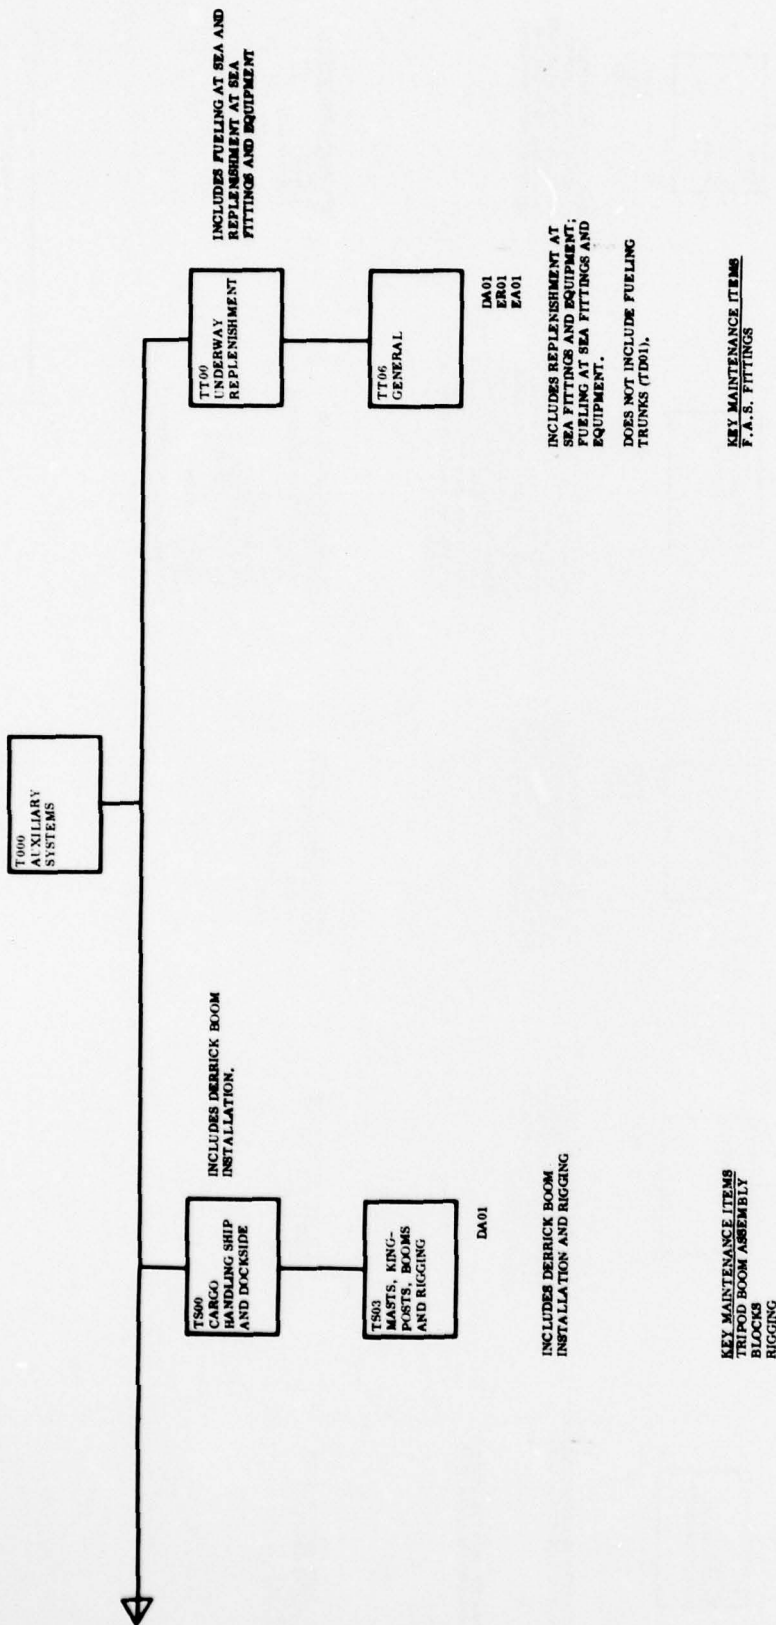 T000
AUXILIARY
SYSTEMS
TS00
CARGO
HANDLING SHIP
AND DOCKSIDE
INCLUDES DERRICK BOOM
INSTALLATION.
TS03
MASTS, KING-
POSTS, BOOMS
AND RIGGING
DA01
INCLUDES DERRICK BOOM
INSTALLATION AND RIGGING
KEY MAINTENANCE ITEMS
TRIPOD BOOM ASSEMBLY
BLOCKS
RIGGING
TT00
UNDERWAY
REPLENISHMENT
INCLUDES FUELING AT SEA AND
REPLENISHMENT AT SEA
FITTINGS AND EQUIPMENT
TT06
GENERAL
DA01
ER01
EA01
INCLUDES REPLENISHMENT AT
SEA FITTINGS AND EQUIPMENT;
FUELING AT SEA FITTINGS AND
EQUIPMENT.
DOES NOT INCLUDE FUELING
TRUNKS (TD01).
KEY MAINTENANCE ITEMS
F.A.S. FITTINGS